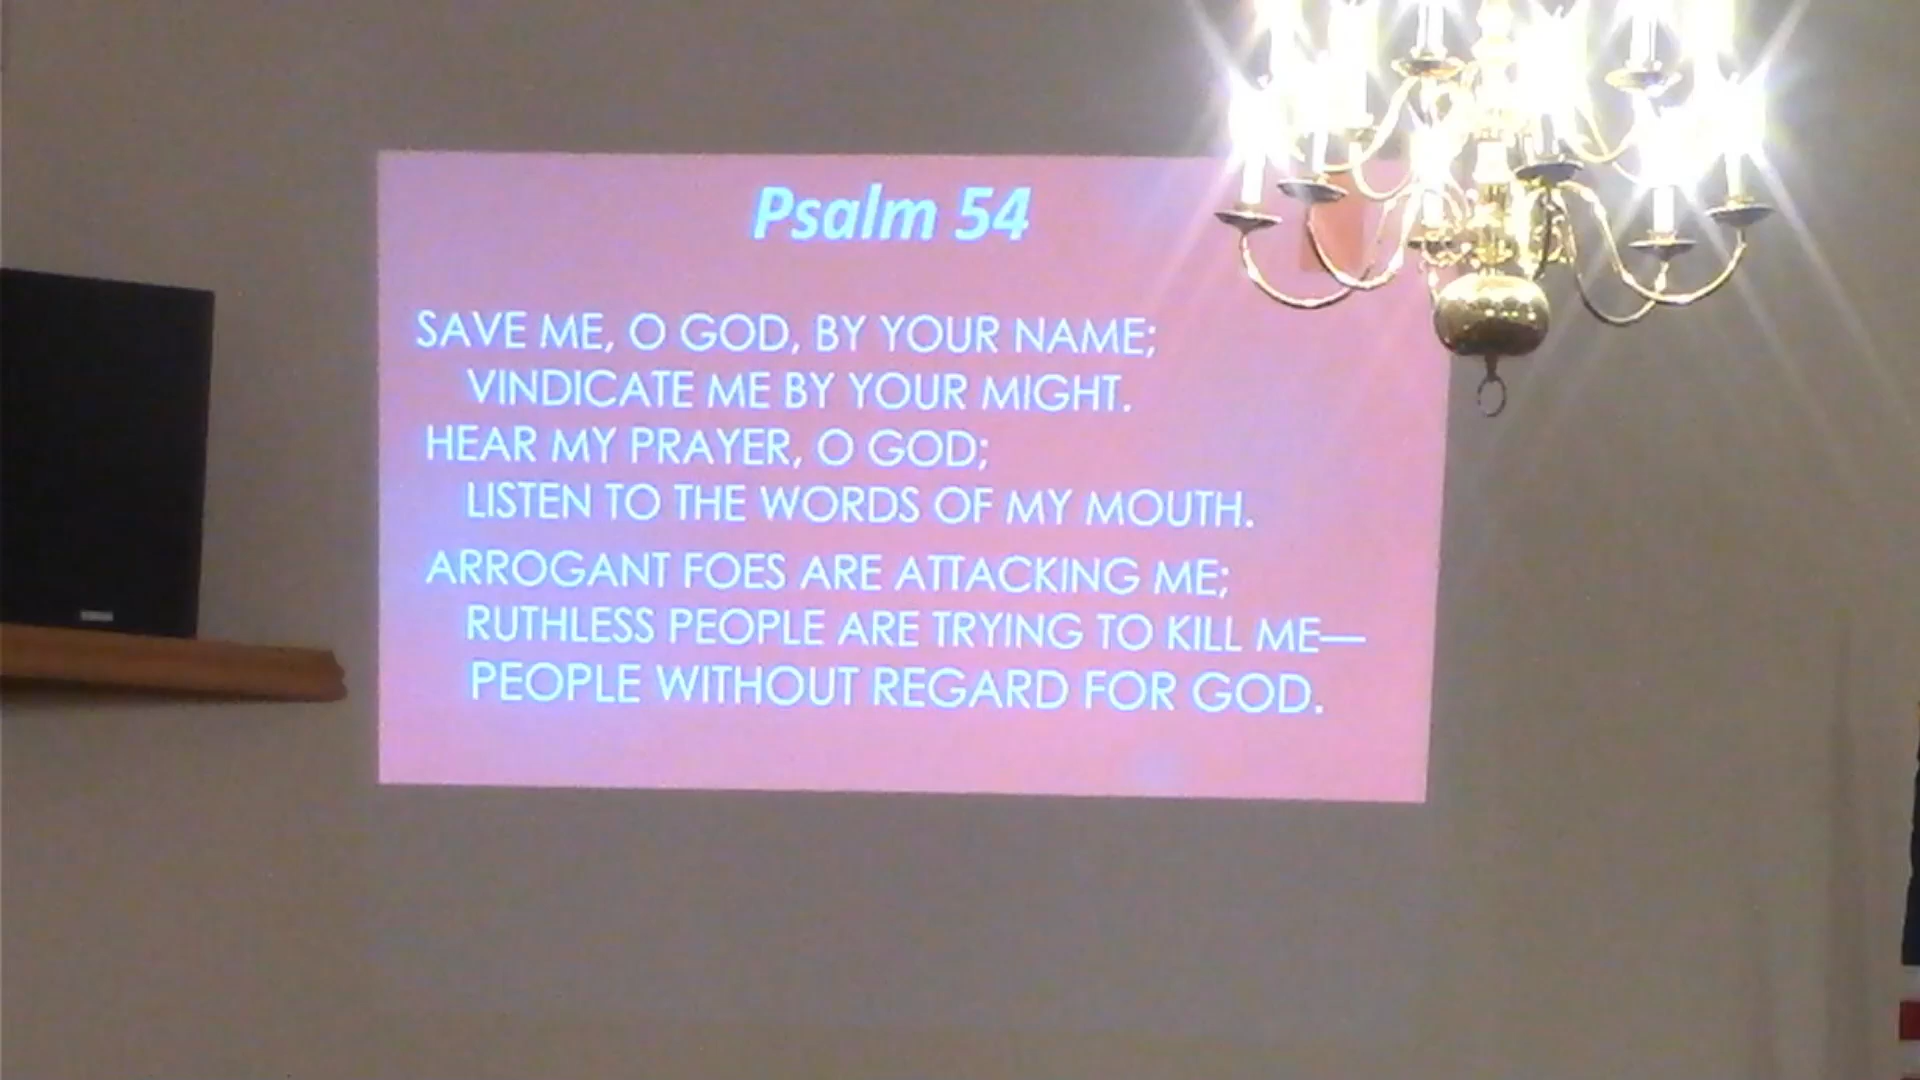 Psalm 54
SAVE ME, O GOD, BY YOUR NAME;
VINDICATE ME BY YOUR MIGHT.
HEAR MY PRAYER, O GOD;
LISTEN TO THE WORDS OF MY MOUTH.
ARROGANT FOES ARE ATTACKING ME;
RUTHLESS PEOPLE ARE TRYING TO KILL ME—
PEOPLE WITHOUT REGARD FOR GOD.